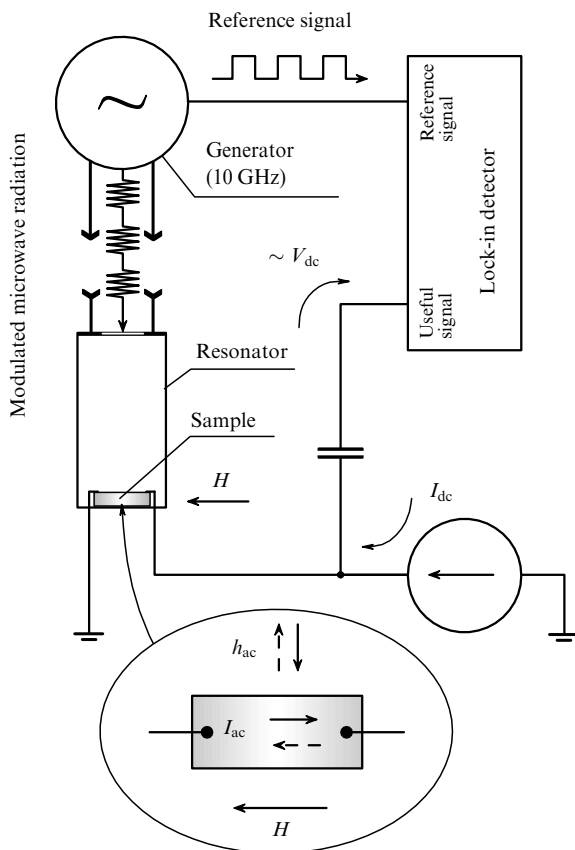 Reference signal
Generator
(10 GHz)
Modulated microwave radiation
Reference
signal
Lock-in detector
Useful
signal
∼ V_dc
Resonator
Sample
H
I_dc
h_ac
I_ac
H